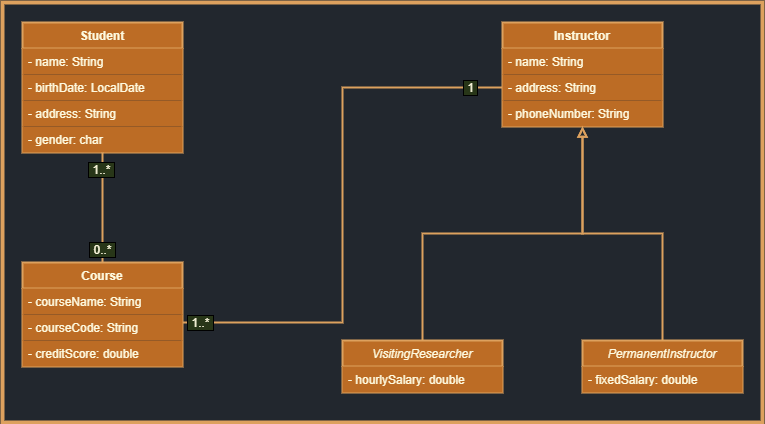 Student
- name: String
- birthDate: LocalDate
- address: String
- gender: char
1..*
0..*
Course
- courseName: String
- courseCode: String
- creditScore: double
1..*
1
Instructor
- name: String
- address: String
- phoneNumber: String
VisitingResearcher
- hourlySalary: double
PermanentInstructor
- fixedSalary: double